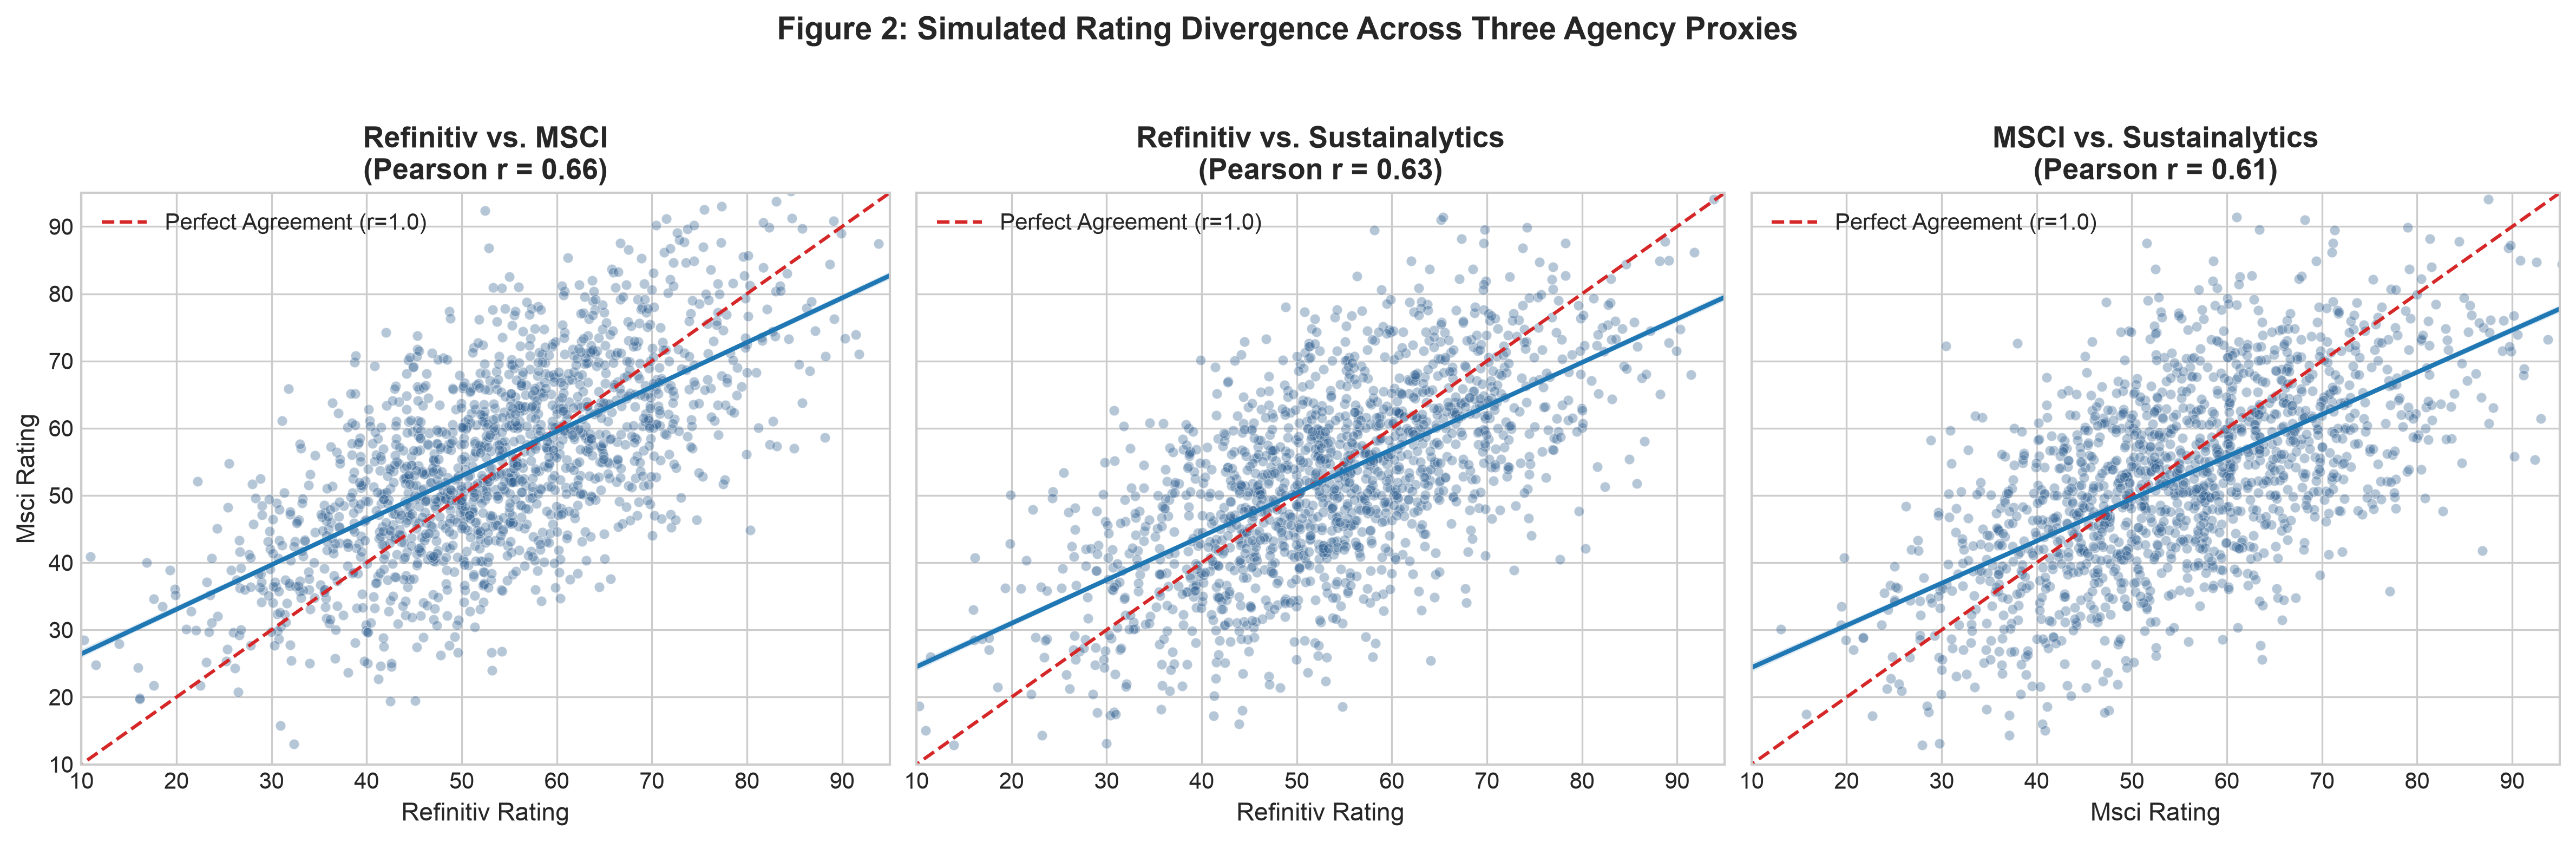 Figure 2: Simulated Rating Divergence Across Three Agency Proxies
Refinitiv vs. MSCI
(Pearson r = 0.66)
Perfect Agreement (r=1.0)
Msci Rating
90
80
70
60
50
40
30
20
10
10 20 30 40 50 60 70 80 90
Refinitiv Rating
Refinitiv vs. Sustainalytics
(Pearson r = 0.63)
Perfect Agreement (r=1.0)
10 20 30 40 50 60 70 80 90
Refinitiv Rating
MSCI vs. Sustainalytics
(Pearson r = 0.61)
Perfect Agreement (r=1.0)
10 20 30 40 50 60 70 80 90
Msci Rating